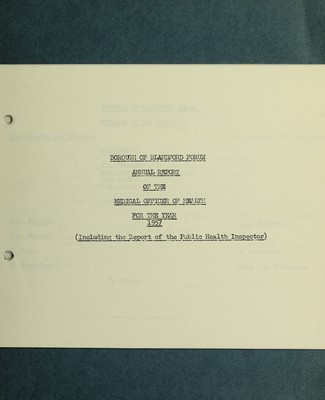 BOROUGH OF BLANDFORD FORUM
ANNUAL REPORT
OF THE
MEDICAL OFFICER OF HEALTH
FOR THE YEAR
1957
(Including the Report of the Public Health Inspector)